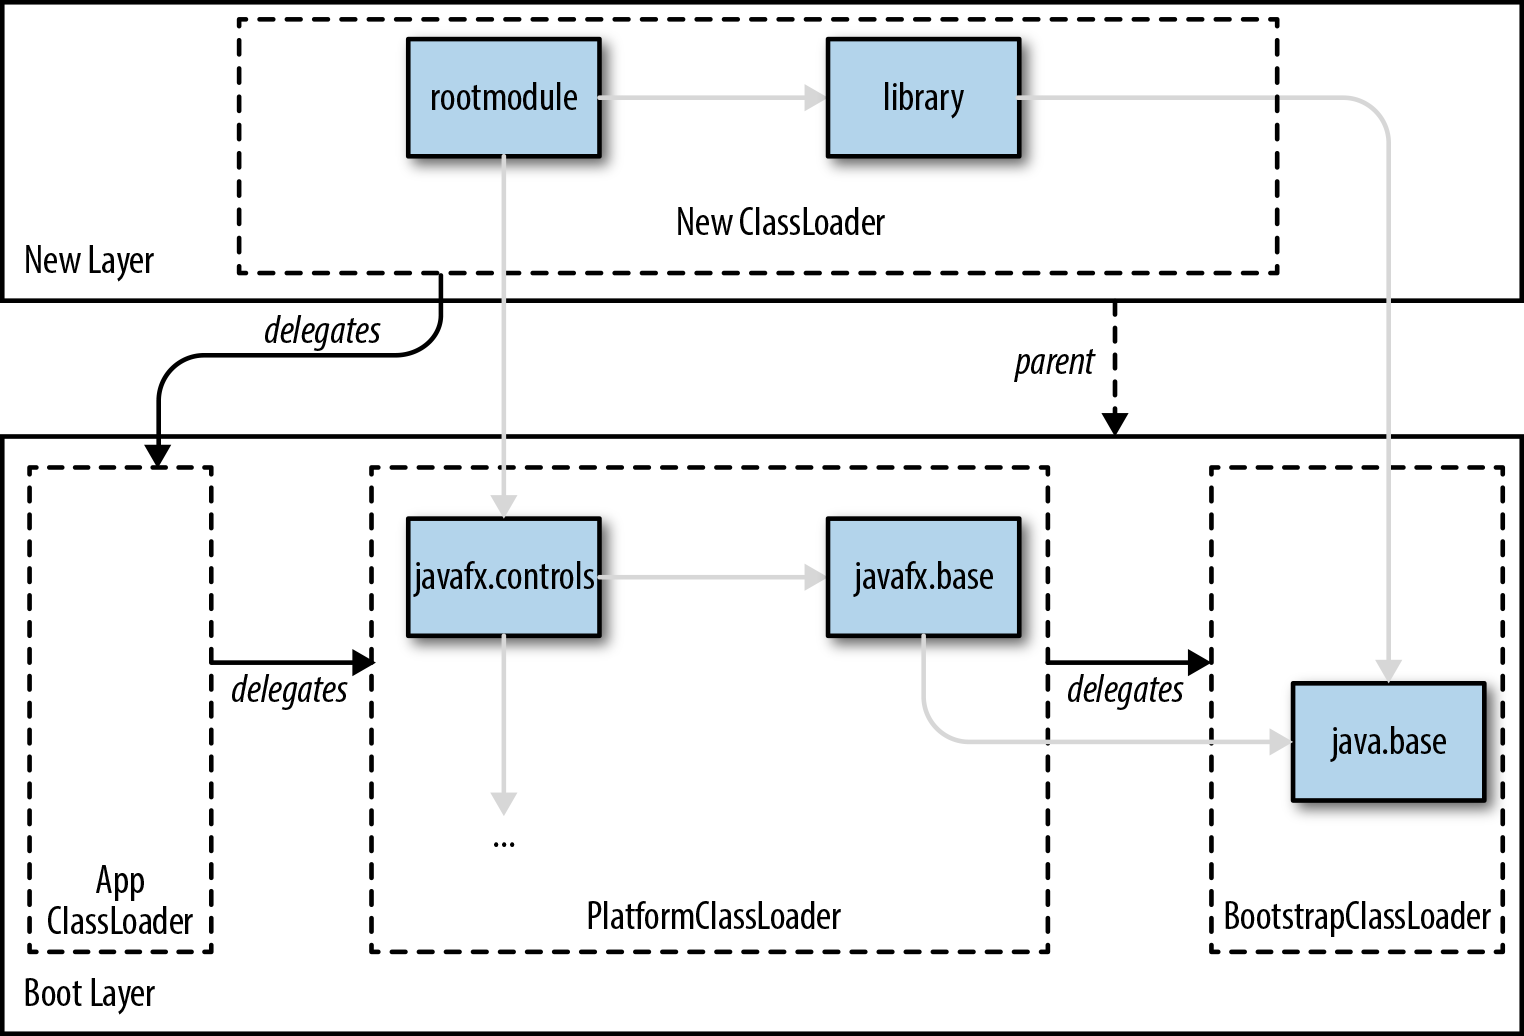 rootmodule
library
New ClassLoader
New Layer
delegates
parent
javafx.controls
javafx.base
delegates
delegates
java.base
...
App
ClassLoader
PlatformClassLoader
BootstrapClassLoader
Boot Layer